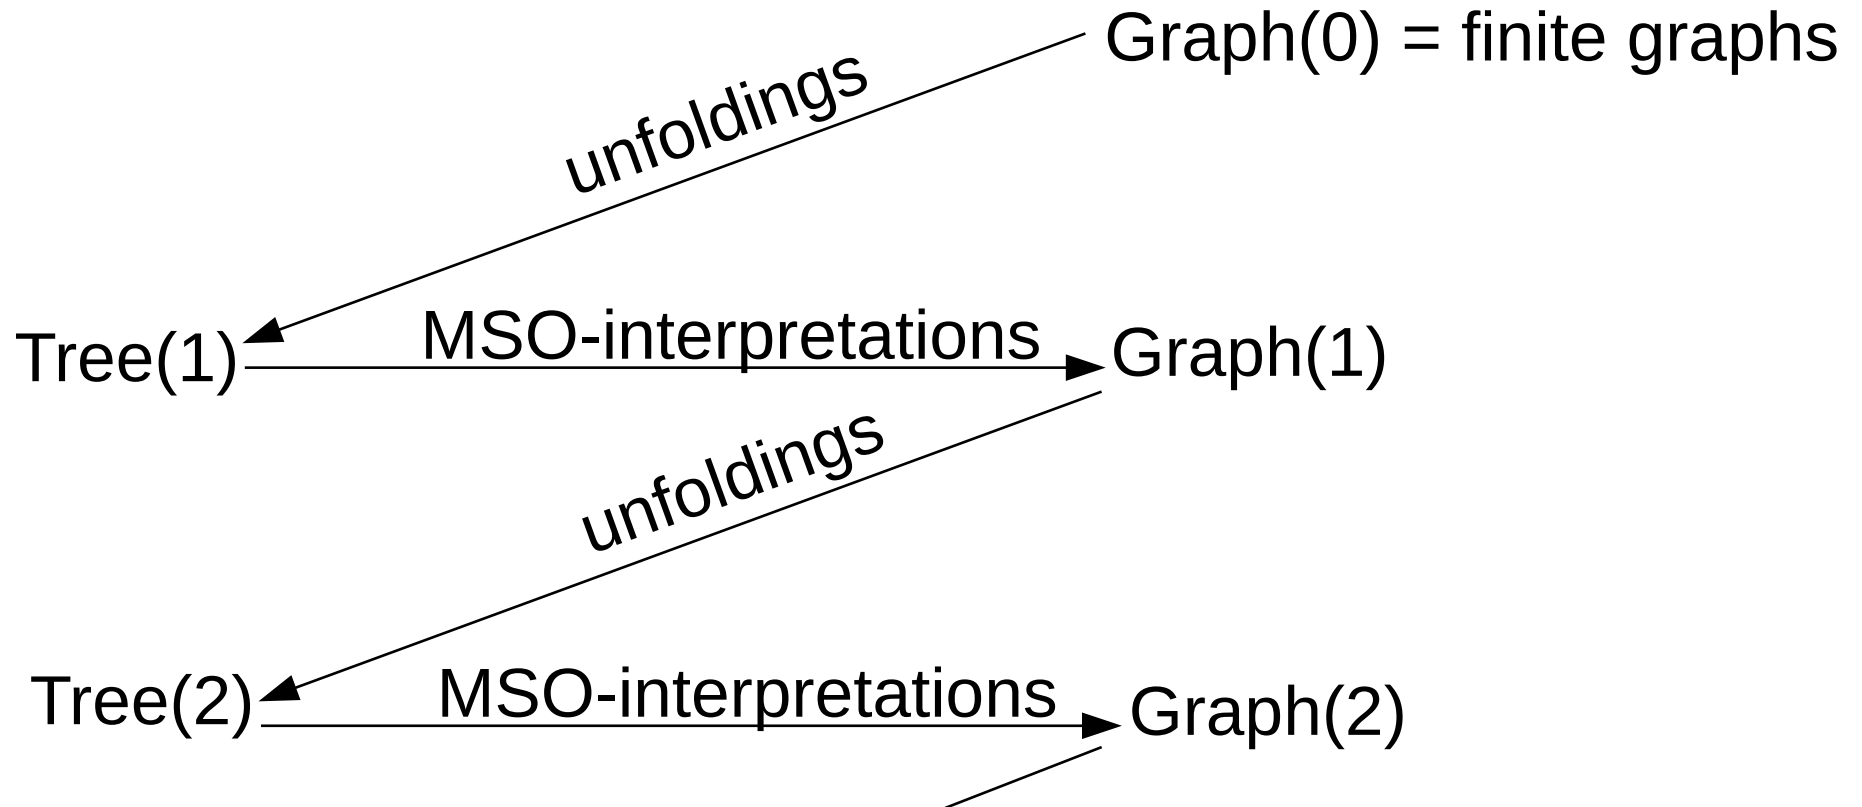 Graph(0) = finite graphs
unfoldings
Tree(1)
MSO-interpretations
Graph(1)
unfoldings
Tree(2)
MSO-interpretations
Graph(2)